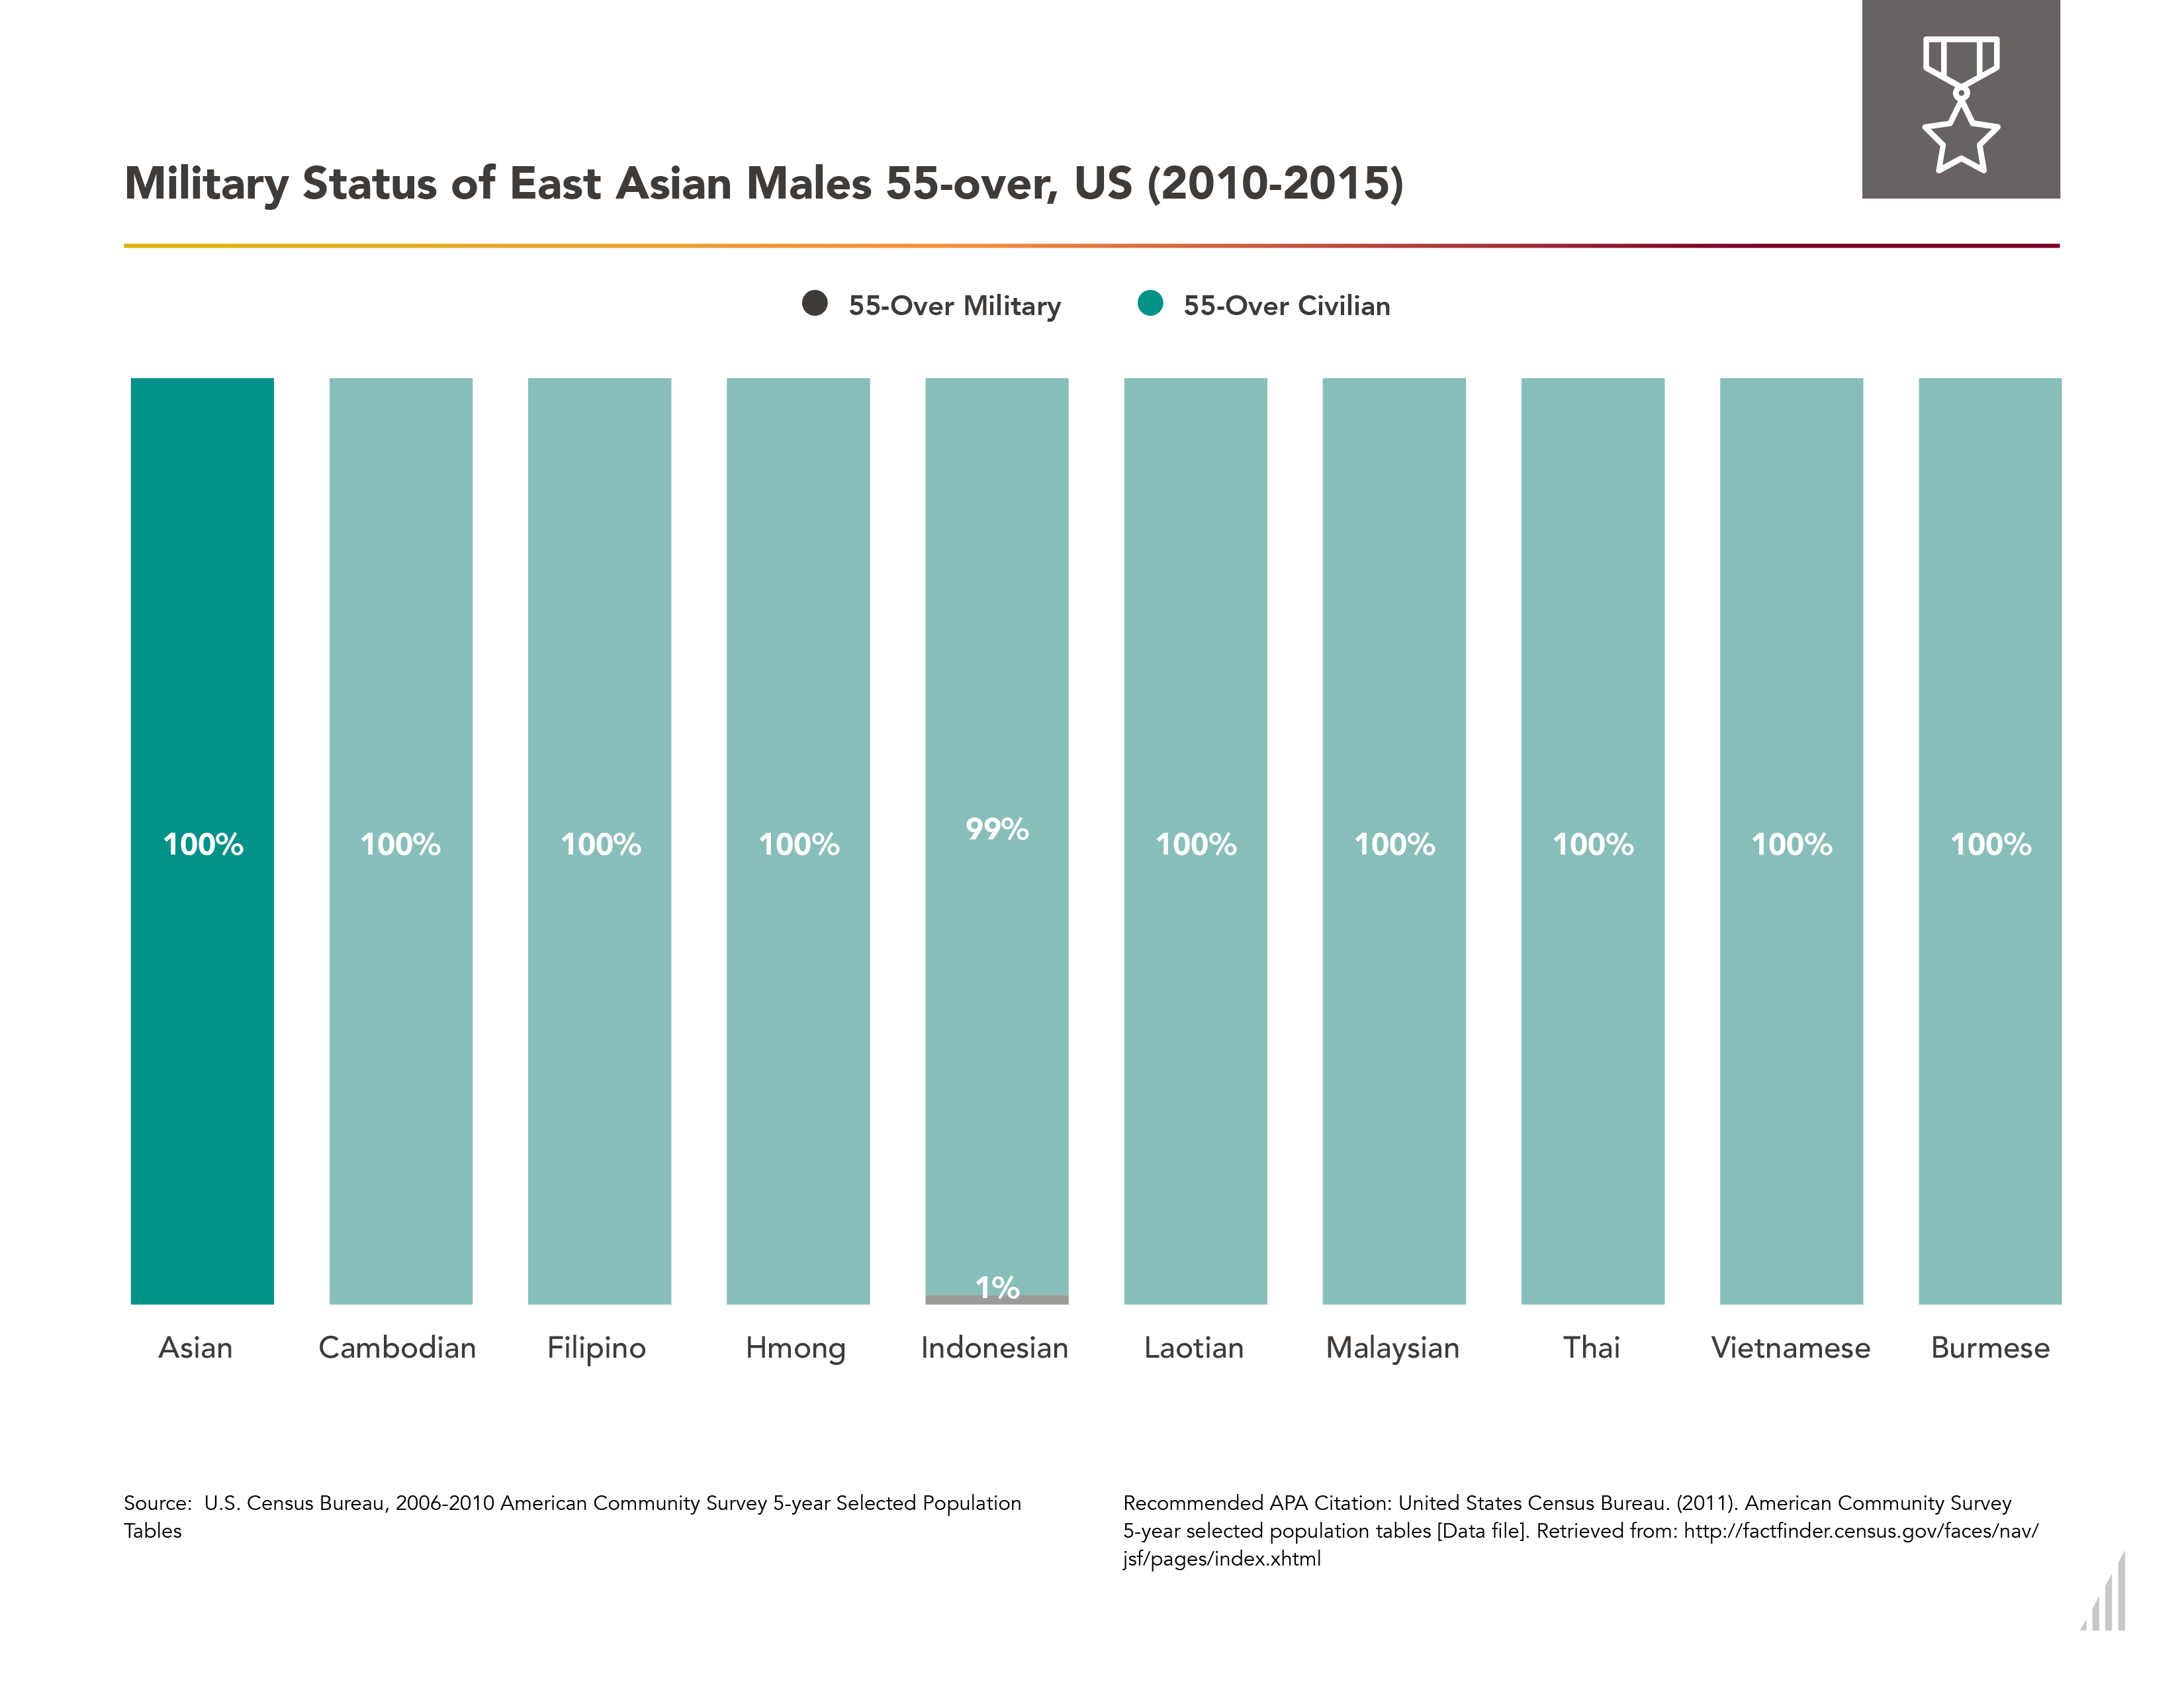 Military Status of East Asian Males 55-over, US (2010-2015)
55-Over Military
55-Over Civilian
100%
100%
100%
100%
99%
100%
100%
100%
100%
100%
1%
Asian
Cambodian
Filipino
Hmong
Indonesian
Laotian
Malaysian
Thai
Vietnamese
Burmese
Source:  U.S. Census Bureau, 2006-2010 American Community Survey 5-year Selected Population
Tables
Recommended APA Citation: United States Census Bureau. (2011). American Community Survey
5-year selected population tables [Data file]. Retrieved from: http://factfinder.census.gov/faces/nav/
jsf/pages/index.xhtml